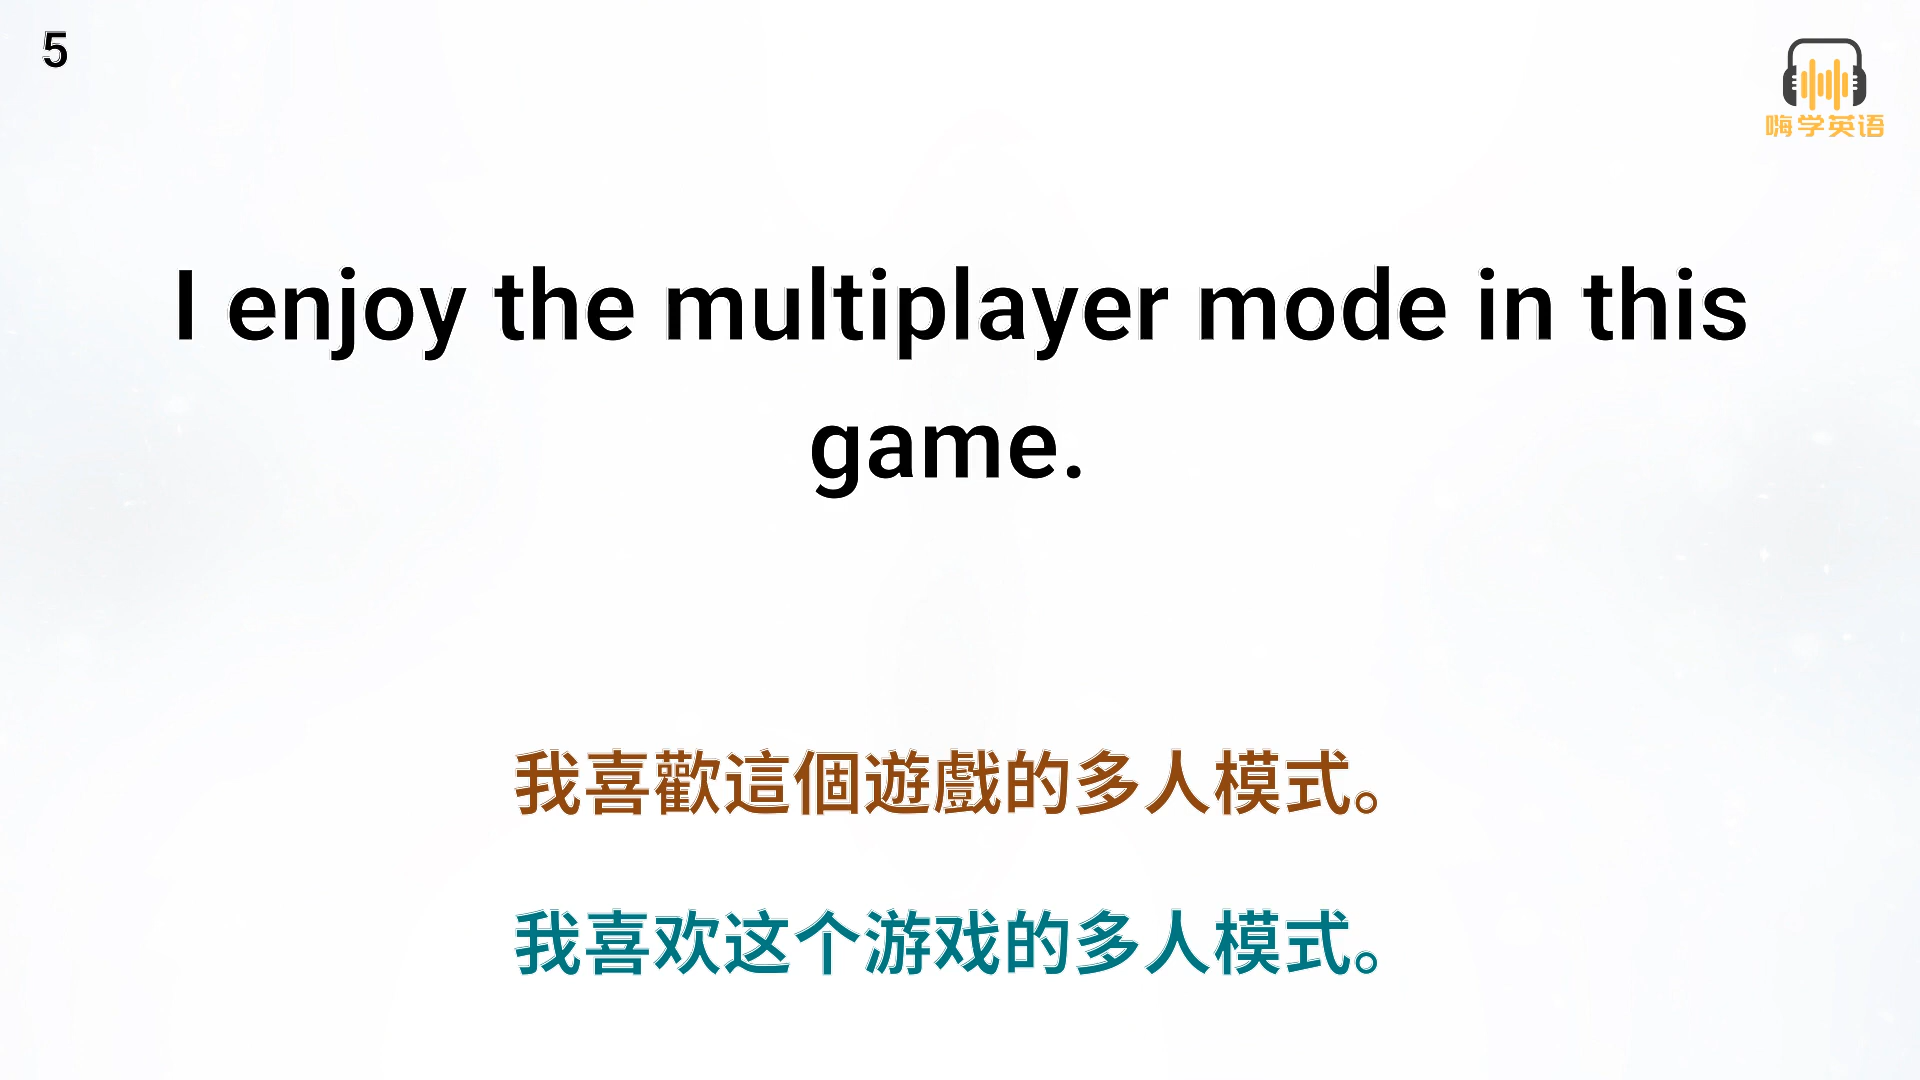 5
嗨学英语
I enjoy the multiplayer mode in this
game.
我喜歡這個遊戲的多人模式。
我喜欢这个游戏的多人模式。